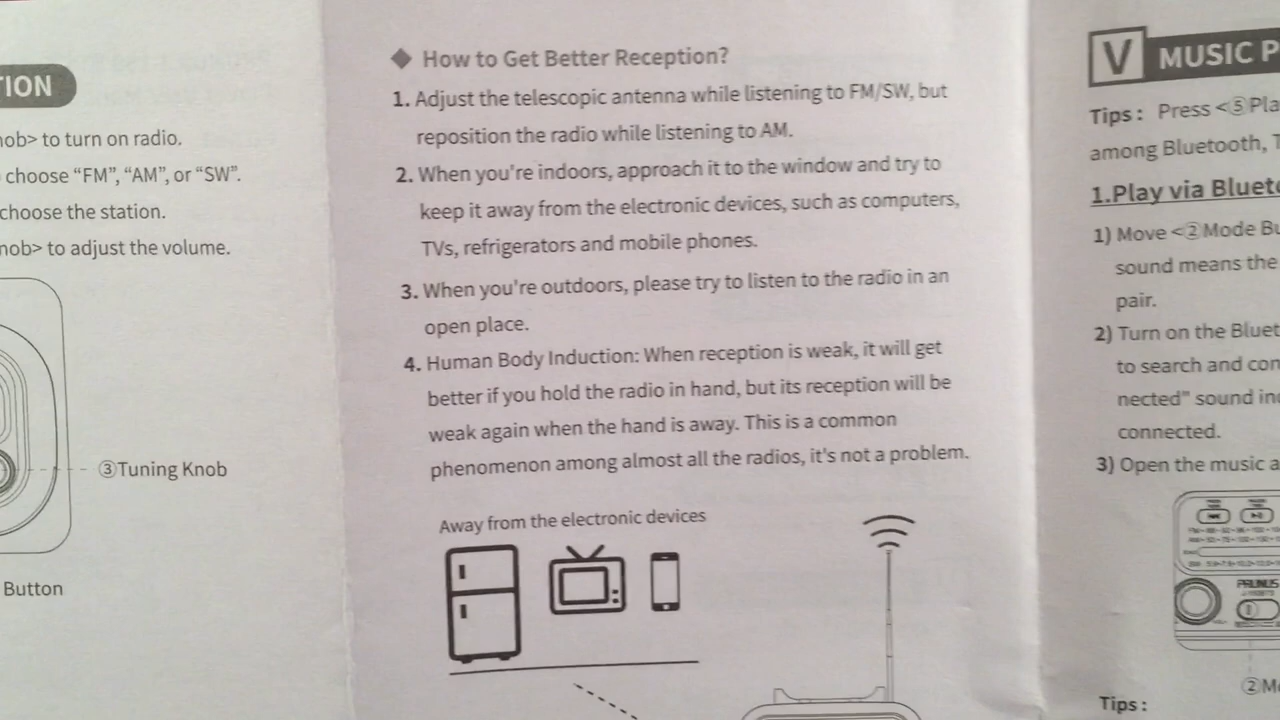 TION
nob> to turn on radio.
choose “FM”, “AM”, or “SW”.
choose the station.
nob> to adjust the volume.
③Tuning Knob
Button
◆ How to Get Better Reception?
1. Adjust the telescopic antenna while listening to FM/SW, but
reposition the radio while listening to AM.
2. When you're indoors, approach it to the window and try to
keep it away from the electronic devices, such as computers,
TVs, refrigerators and mobile phones.
3. When you're outdoors, please try to listen to the radio in an
open place.
4. Human Body Induction: When reception is weak, it will get
better if you hold the radio in hand, but its reception will be
weak again when the hand is away. This is a common
phenomenon among almost all the radios, it's not a problem.
Away from the electronic devices
V MUSIC P
Tips : Press <⑤Pla
among Bluetooth, T
1.Play via Blueto
1) Move <②Mode Bu
sound means the
pair.
2) Turn on the Bluet
to search and con
nected” sound ind
connected.
3) Open the music a
PRUNUS
②Mo
Tips :